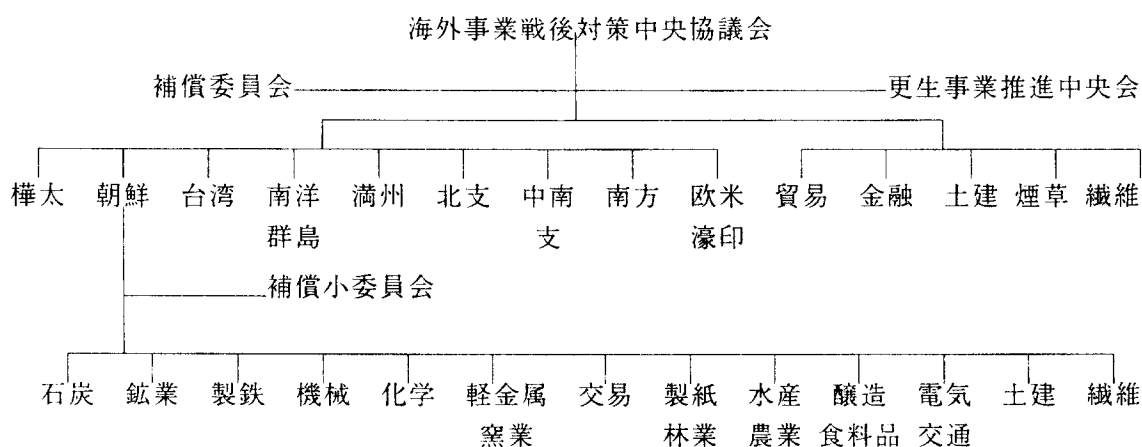 海外事業戦後対策中央協議会
補償委員会 更生事業推進中央会
樺太 朝鮮 台湾 南洋 満州 北支 中南 南方 欧米 貿易 金融 土建 煙草 繊維
群島 支 濠印
補償小委員会
石炭 鉱業 製鉄 機械 化学 軽金属 交易 製紙 水産 醸造 電気 土建 繊維
窯業 林業 農業 食料品 交通